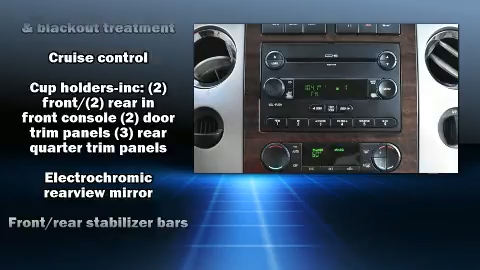 & blackout treatment
Cruise control
Cup holders-inc: (2)
front/(2) rear in
front console (2) door
trim panels (3) rear
quarter trim panels
Electrochromic
rearview mirror
Front/rear stabilizer bars